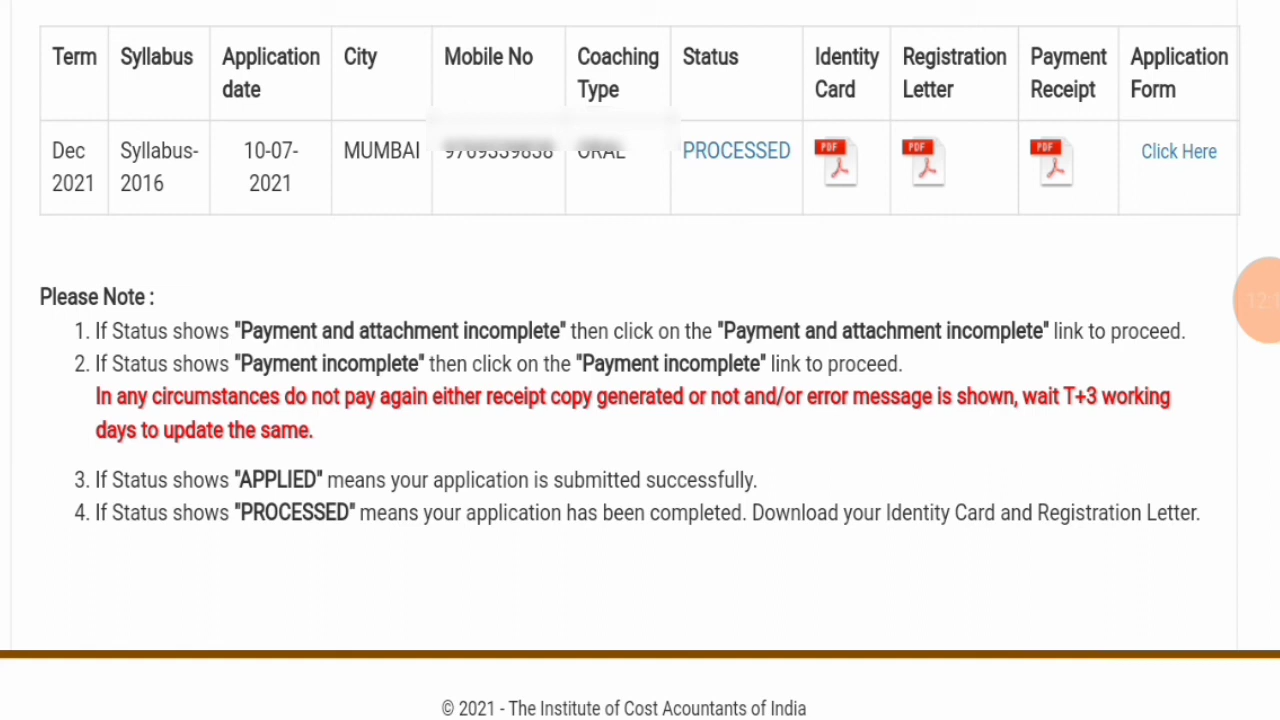 Term Syllabus Application date City Mobile No Coaching Type Status Identity Card Registration Letter Payment Receipt Application Form
Dec 2021 Syllabus-2016 10-07-2021 MUMBAI ORAL PROCESSED PDF PDF PDF Click Here
Please Note :
1. If Status shows "Payment and attachment incomplete" then click on the "Payment and attachment incomplete" link to proceed.
2. If Status shows "Payment incomplete" then click on the "Payment incomplete" link to proceed.
In any circumstances do not pay again either receipt copy generated or not and/or error message is shown, wait T+3 working
days to update the same.
3. If Status shows "APPLIED" means your application is submitted successfully.
4. If Status shows "PROCESSED" means your application has been completed. Download your Identity Card and Registration Letter.
© 2021 - The Institute of Cost Acountants of India